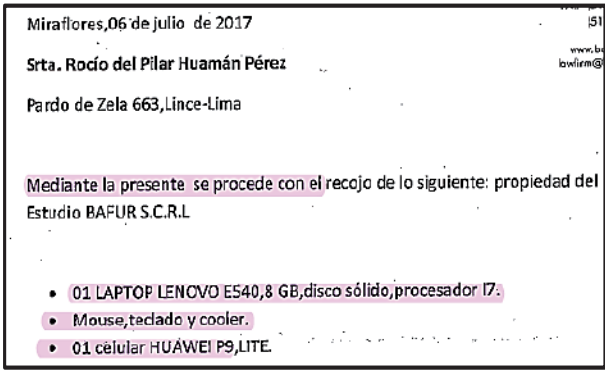 Miraflores,06 de julio de 2017
Srta. Rocío del Pilar Huamán Pérez
Pardo de Zela 663,Lince-Lima
Mediante la presente se procede con el recojo de lo siguiente: propiedad del
Estudio BAFUR S.C.R.L
• 01 LAPTOP LENOVO E540,8 GB,disco sólido,procesador I7.
• Mouse,teclado y cooler.
• 01 celular HUAWEI P9,LITE.